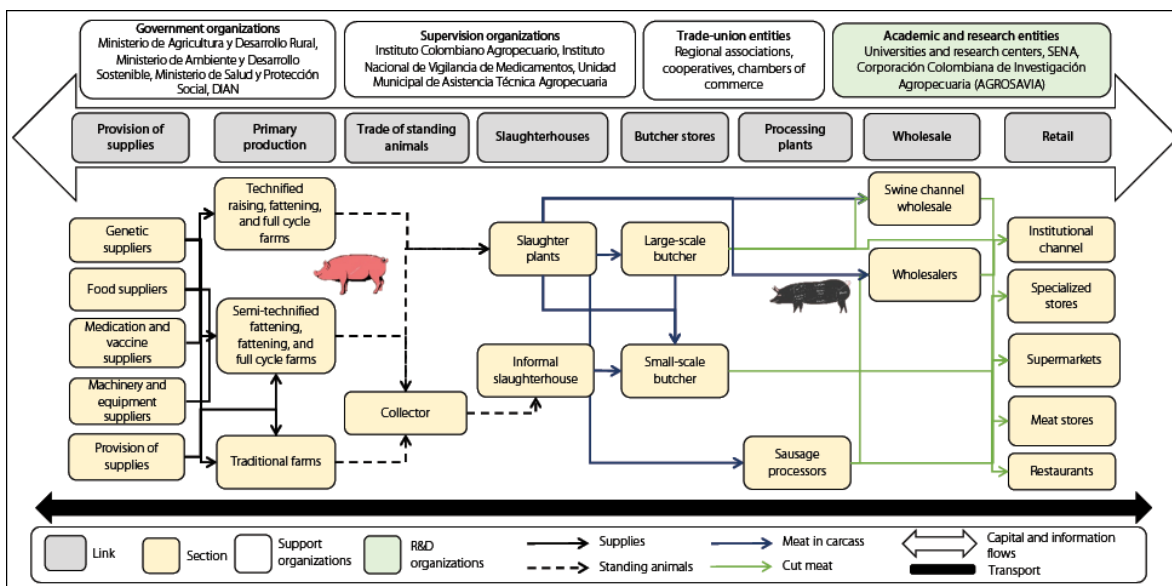 Government organizations
Ministerio de Agricultura y Desarrollo Rural,
Ministerio de Ambiente y Desarrollo
Sostenible, Ministerio de Salud y Protección
Social, DIAN
Supervision organizations
Instituto Colombiano Agropecuario, Instituto
Nacional de Vigilancia de Medicamentos, Unidad
Municipal de Asistencia Técnica Agropecuaria
Trade-union entities
Regional associations,
cooperatives, chambers of
commerce
Academic and research entities
Universities and research centers, SENA,
Corporación Colombiana de Investigación
Agropecuaria (AGROSAVIA)
Provision of
supplies
Primary
production
Trade of standing
animals
Slaughterhouses
Butcher stores
Processing
plants
Wholesale
Retail
Genetic
suppliers
Food suppliers
Medication and
vaccine
suppliers
Machinery and
equipment
suppliers
Provision of
supplies
Technified
raising, fattening,
and full cycle
farms
Semi-technified
fattening,
fattening, and
full cycle farms
Traditional farms
Collector
Slaughter
plants
Informal
slaughterhouse
Large-scale
butcher
Small-scale
butcher
Sausage
processors
Swine channel
wholesale
Wholesalers
Institutional
channel
Specialized
stores
Supermarkets
Meat stores
Restaurants
Link
Section
Support
organizations
R&D
organizations
Supplies
Standing animals
Meat in carcass
Cut meat
Capital and information
flows
Transport